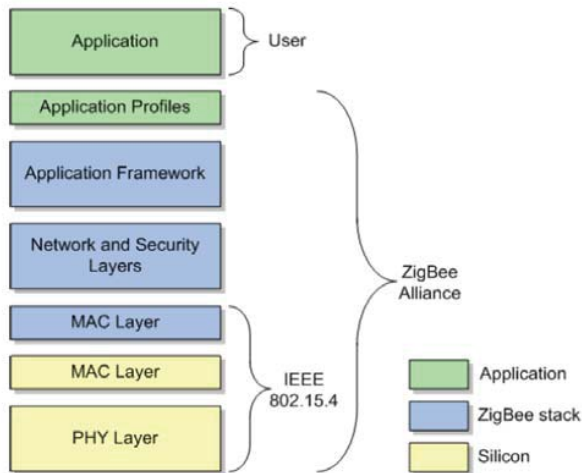 Application
User
Application Profiles
Application Framework
Network and Security
Layers
ZigBee
Alliance
MAC Layer
MAC Layer
IEEE
802.15.4
PHY Layer
Application
ZigBee stack
Silicon